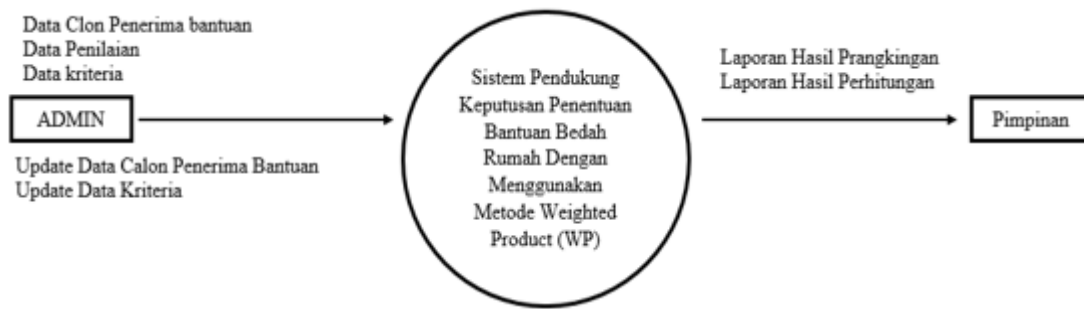 Data Clon Penerima bantuan
Data Penilaian
Data kriteria
ADMIN
Update Data Calon Penerima Bantuan
Update Data Kriteria
Sistem Pendukung
Keputusan Penentuan
Bantuan Bedah
Rumah Dengan
Menggunakan
Metode Weighted
Product (WP)
Laporan Hasil Prangkingan
Laporan Hasil Perhitungan
Pimpinan